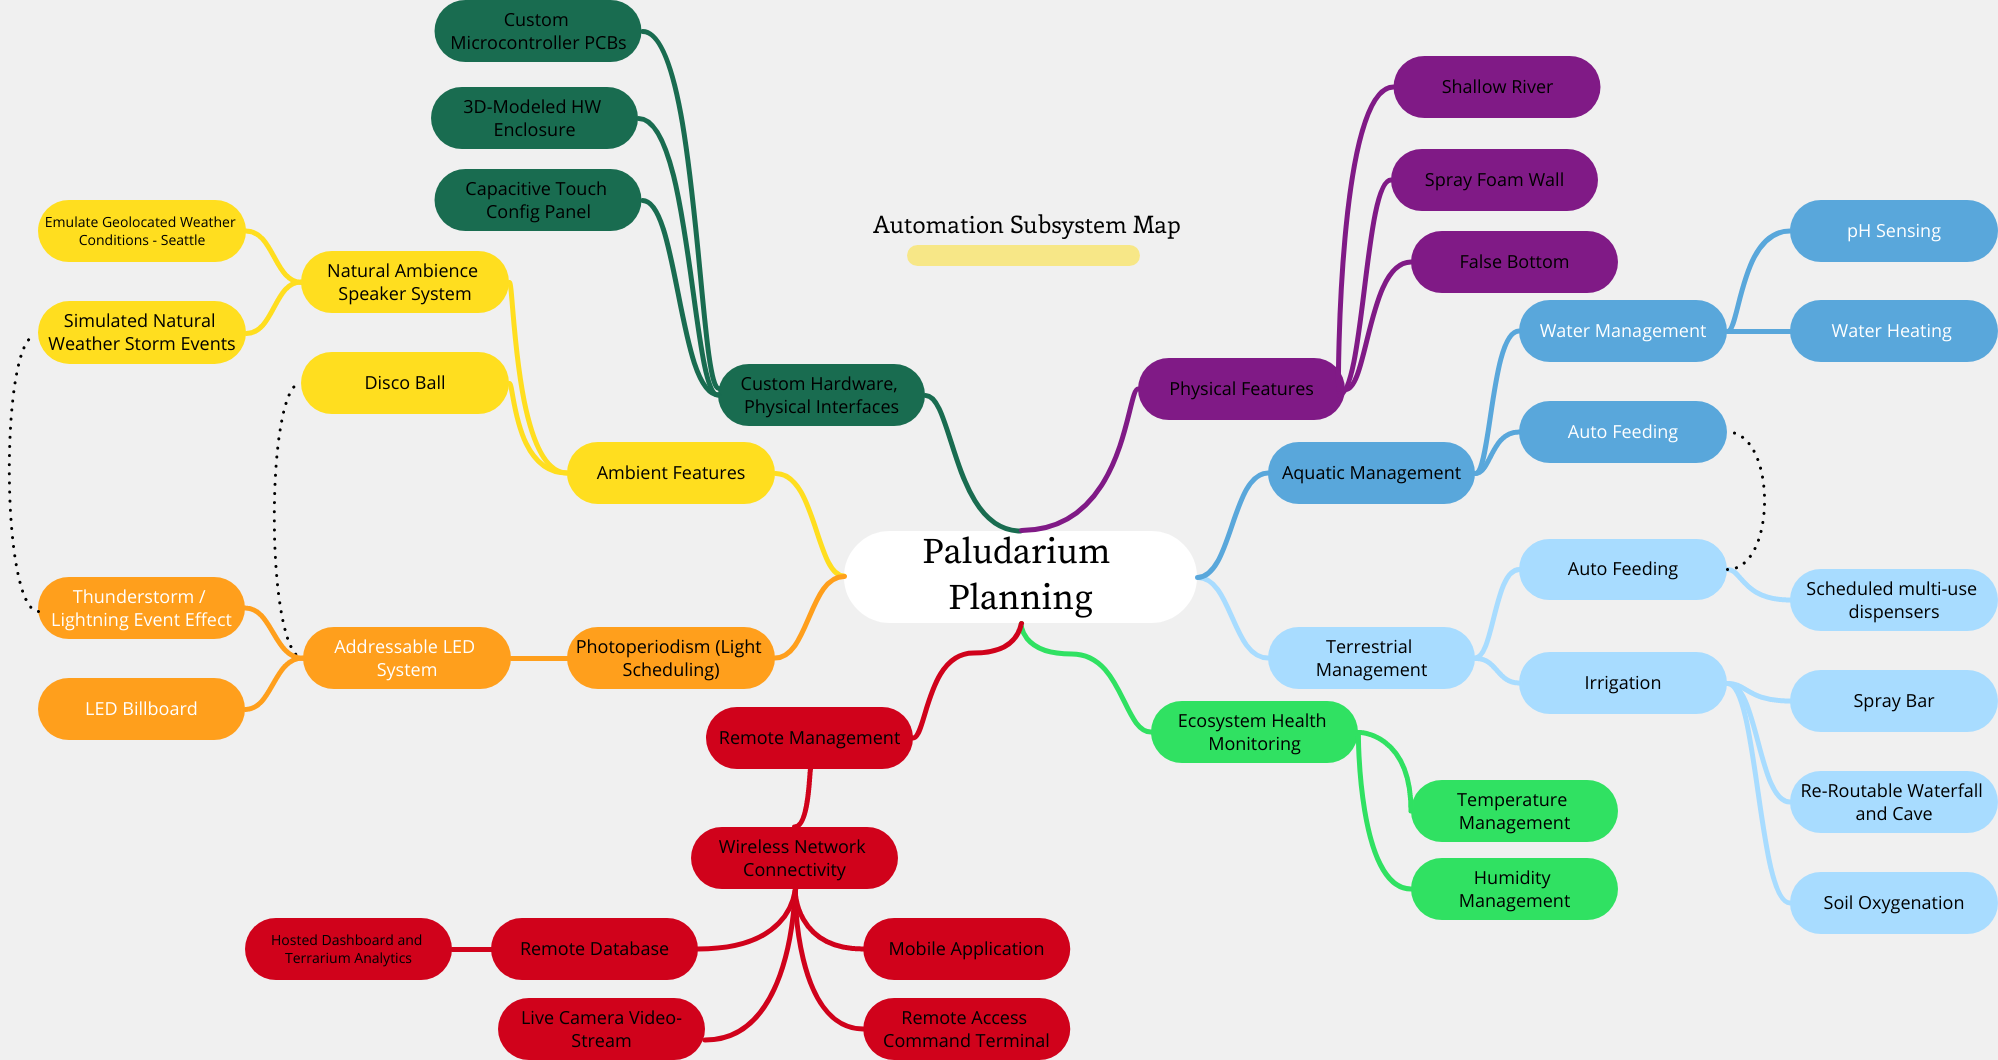 Custom
Microcontroller PCBs
3D-Modeled HW
Enclosure
Capacitive Touch
Config Panel
Custom Hardware,
Physical Interfaces
Automation Subsystem Map
Shallow River
Spray Foam Wall
False Bottom
Physical Features
Emulate Geolocated Weather
Conditions - Seattle
Simulated Natural
Weather Storm Events
Natural Ambience
Speaker System
Disco Ball
Ambient Features
pH Sensing
Water Heating
Water Management
Auto Feeding
Aquatic Management
Paludarium
Planning
Thunderstorm /
Lightning Event Effect
LED Billboard
Addressable LED
System
Photoperiodism (Light
Scheduling)
Terrestrial
Management
Auto Feeding
Scheduled multi-use
dispensers
Irrigation
Spray Bar
Re-Routable Waterfall
and Cave
Soil Oxygenation
Remote Management
Wireless Network
Connectivity
Hosted Dashboard and
Terrarium Analytics
Remote Database
Mobile Application
Live Camera Video-
Stream
Remote Access
Command Terminal
Ecosystem Health
Monitoring
Temperature
Management
Humidity
Management